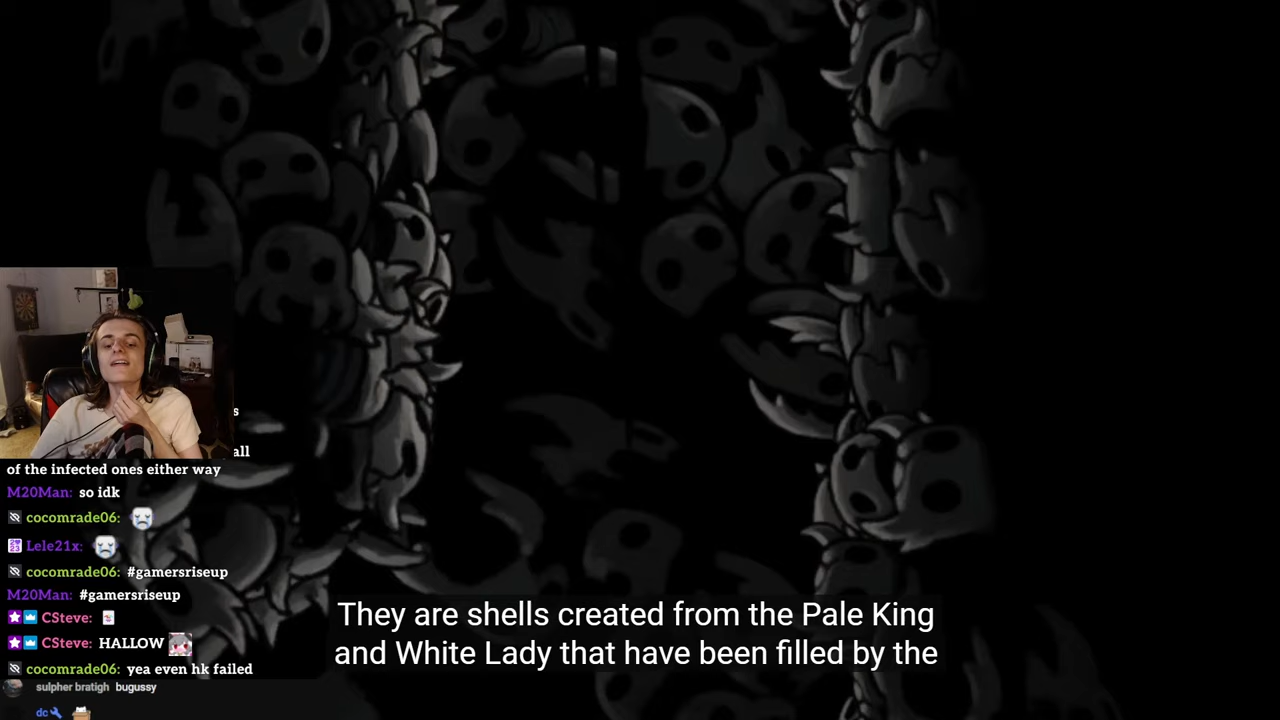 s
all
of the infected ones either way
M20Man: so idk
cocomrade06:
Lele21x:
cocomrade06: #gamersriseup
M20Man: #gamersriseup
CSteve:
CSteve: HALLOW
cocomrade06: yea even hk failed
sulpher bratigh bugussy
dc
They are shells created from the Pale King
and White Lady that have been filled by the